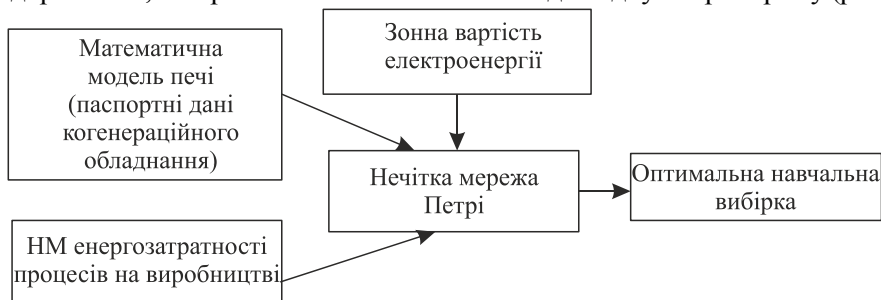 Математична
модель печі
(паспортні дані
когенераційного
обладнання)
Зонна вартість
електроенергії
Нечітка мережа
Петрі
Оптимальна навчальна
вибірка
НМ енергозатратності
процесів на виробництві